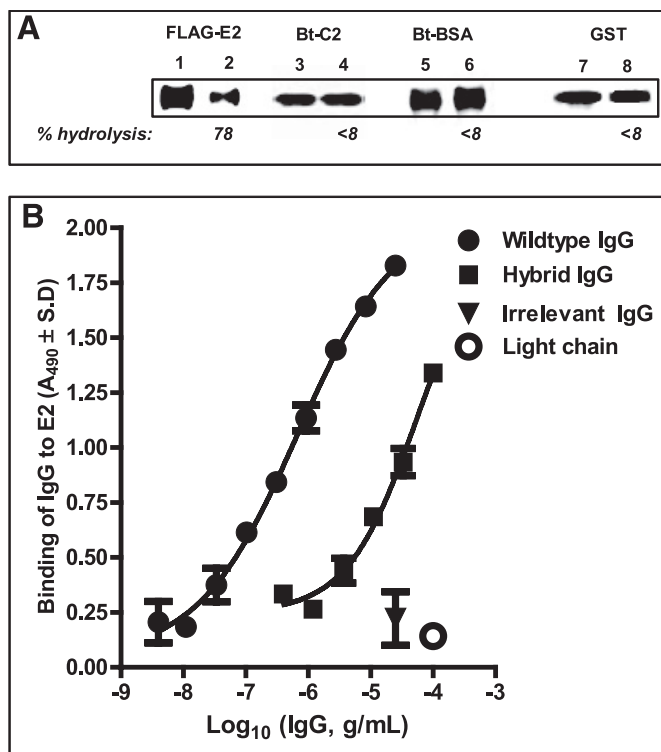 A
FLAG-E2 Bt-C2 Bt-BSA GST
1 2 3 4 5 6 7 8
% hydrolysis: 78 <8 <8 <8
B
Binding of IgG to E2 (A490 ± S.D)
2.00
1.75
1.50
1.25
1.00
0.75
0.50
0.25
0.00
Wildtype IgG
Hybrid IgG
Irrelevant IgG
Light chain
-9 -8 -7 -6 -5 -4 -3
Log10 (IgG, g/mL)